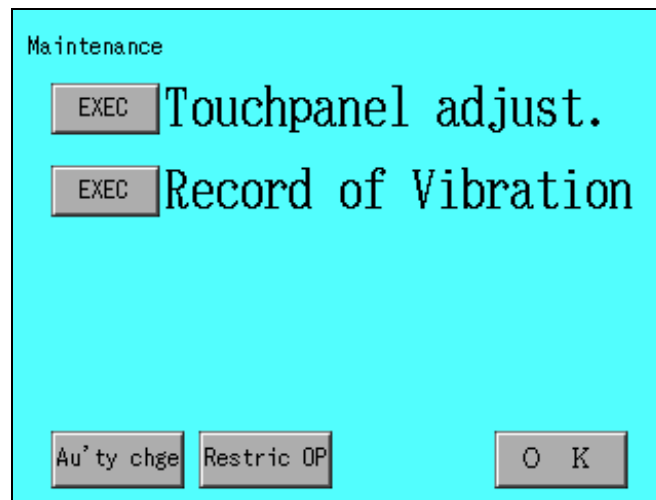 Maintenance
EXEC Touchpanel adjust.
EXEC Record of Vibration
Au'ty chge Restric OP O K